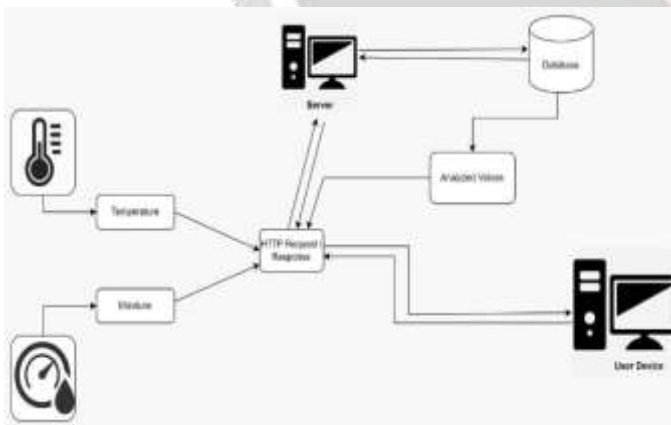 Server
Database
Analyzed Values
Temperature
HTTP Request /
Response
Moisture
User Device